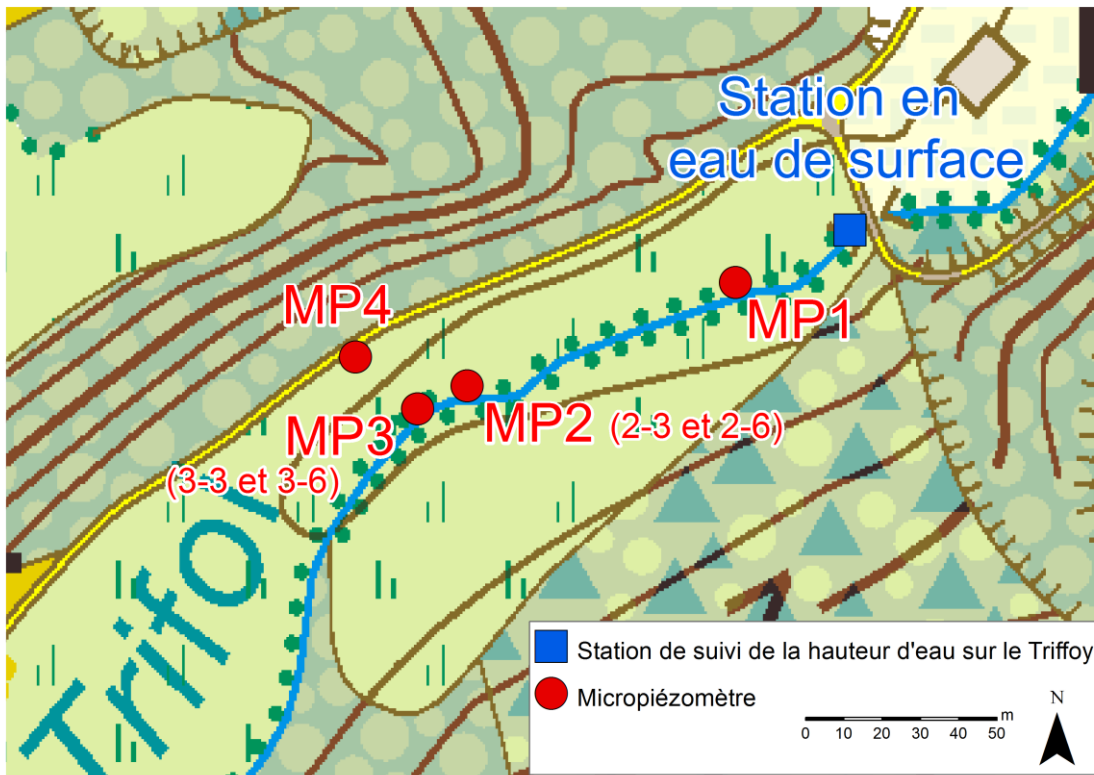 Station en
eau de surface
MP4
MP1
MP3
(3-3 et 3-6)
MP2 (2-3 et 2-6)
Trifoi
Station de suivi de la hauteur d'eau sur le Triffoy
Micropiézomètre
N
m
0 10 20 30 40 50